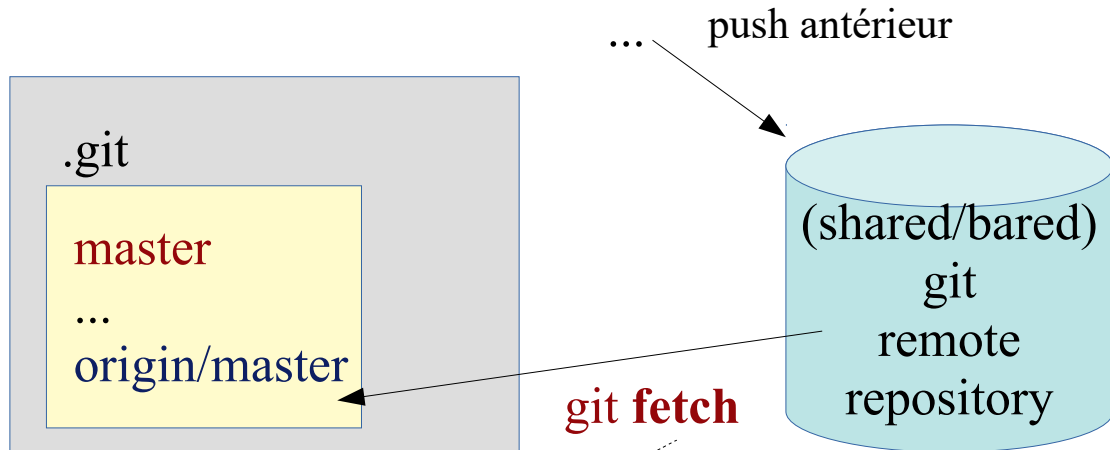 ... push antérieur
.git
master
...
origin/master
(shared/bared)
git
remote
repository
git fetch